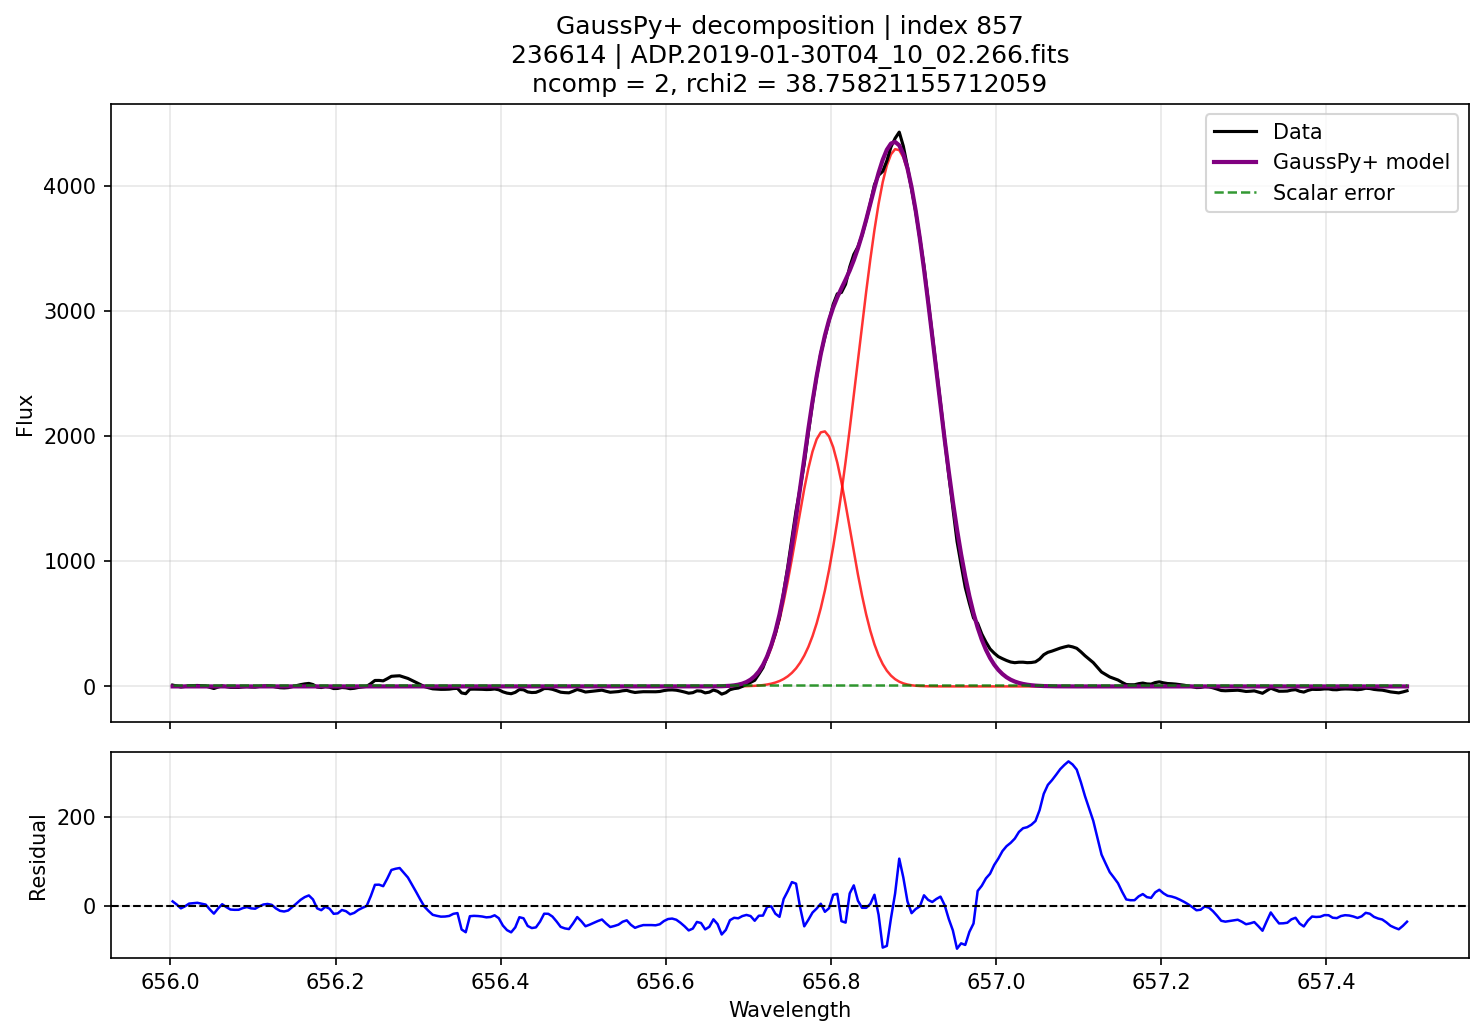 GaussPy+ decomposition | index 857
236614 | ADP.2019-01-30T04_10_02.266.fits
ncomp = 2, rchi2 = 38.75821155712059
Data
GaussPy+ model
Scalar error
4000
3000
2000
1000
0
Flux
200
0
Residual
656.0 656.2 656.4 656.6 656.8 657.0 657.2 657.4
Wavelength